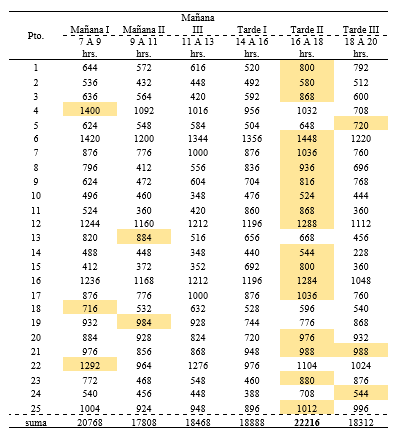 Pto. Mañana I Mañana II Mañana III Tarde I Tarde II Tarde III
7 A 9 hrs. 9 A 11 hrs. 11 A 13 hrs. 14 A 16 hrs. 16 A 18 hrs. 18 A 20 hrs.
1 644 572 616 520 800 792
2 536 432 448 492 580 512
3 636 564 420 592 868 600
4 1400 1092 1016 956 1032 708
5 624 548 584 504 648 720
6 1420 1200 1344 1356 1448 1220
7 876 776 1000 876 1036 760
8 796 412 556 836 936 696
9 624 472 604 704 816 768
10 496 460 348 476 524 444
11 524 360 420 860 868 360
12 1244 1160 1212 1196 1288 1112
13 820 884 516 656 668 456
14 488 448 348 440 544 228
15 412 372 352 692 800 360
16 1236 1168 1212 1196 1284 1048
17 876 776 1000 876 1036 760
18 716 532 632 528 596 540
19 932 984 928 744 776 868
20 884 928 824 720 976 932
21 976 856 868 948 988 988
22 1292 964 1276 976 1104 1024
23 772 468 548 460 880 876
24 540 456 448 388 708 544
25 1004 924 948 896 1012 996
suma 20768 17808 18468 18888 22216 18312